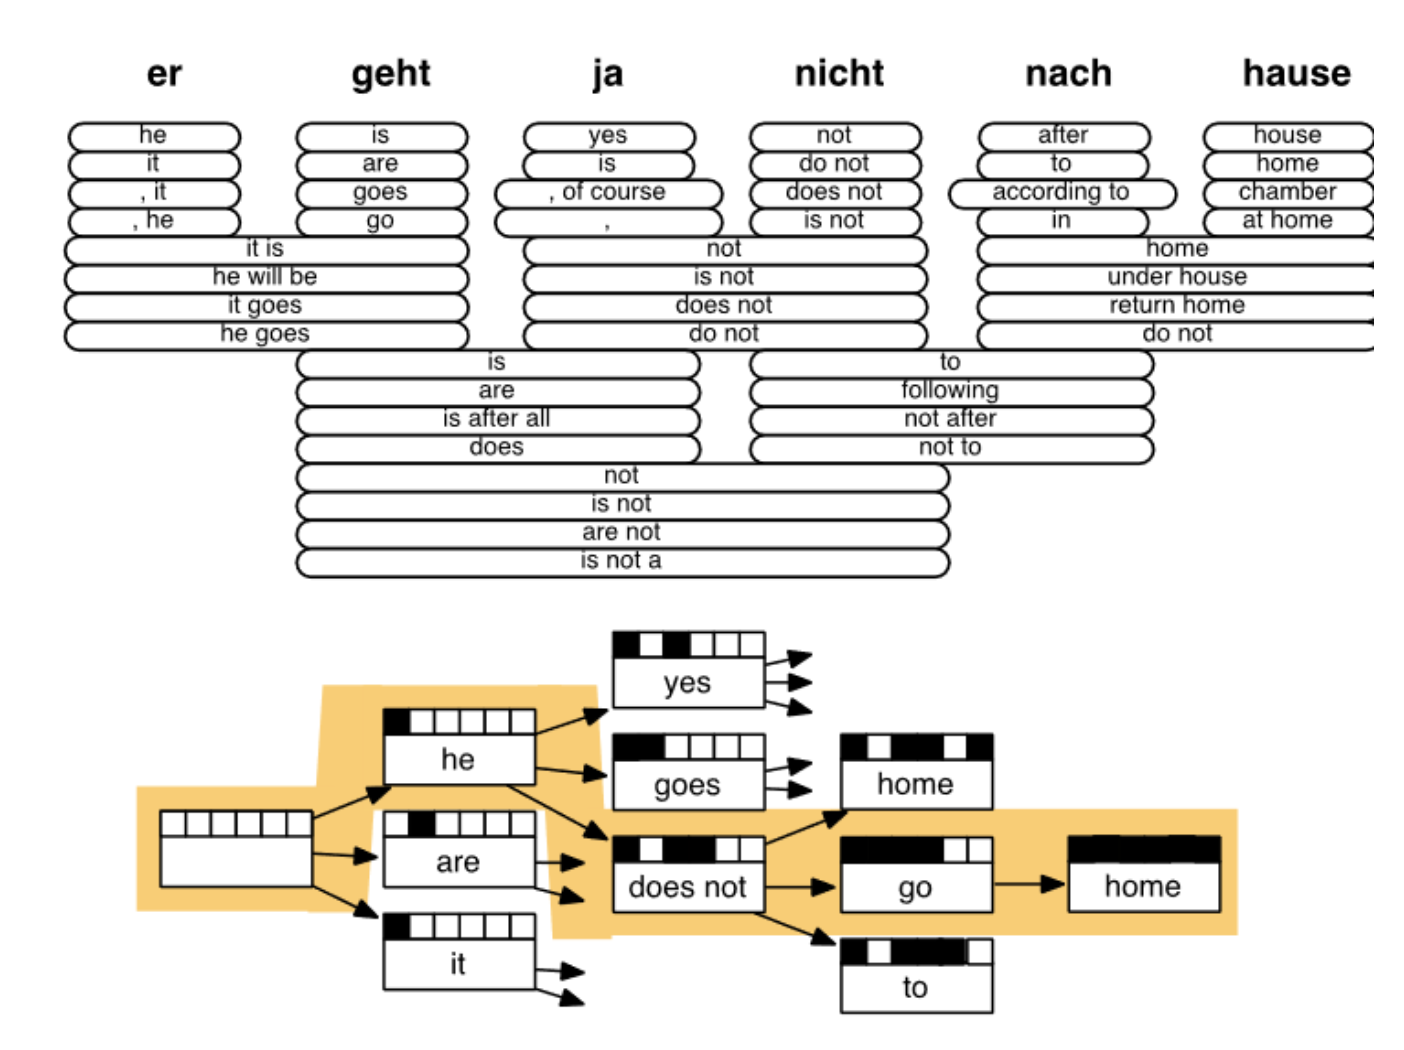 er geht ja nicht nach hause
he is yes not after house
it are is do not to home
, it goes , of course does not according to chamber
, he go , is not in at home
it is not home
he will be is not under house
it goes does not return home
he goes do not do not
is to
are following
is after all not after
does not to
not
is not
are not
is not a
yes
he goes home
are does not go home
it to